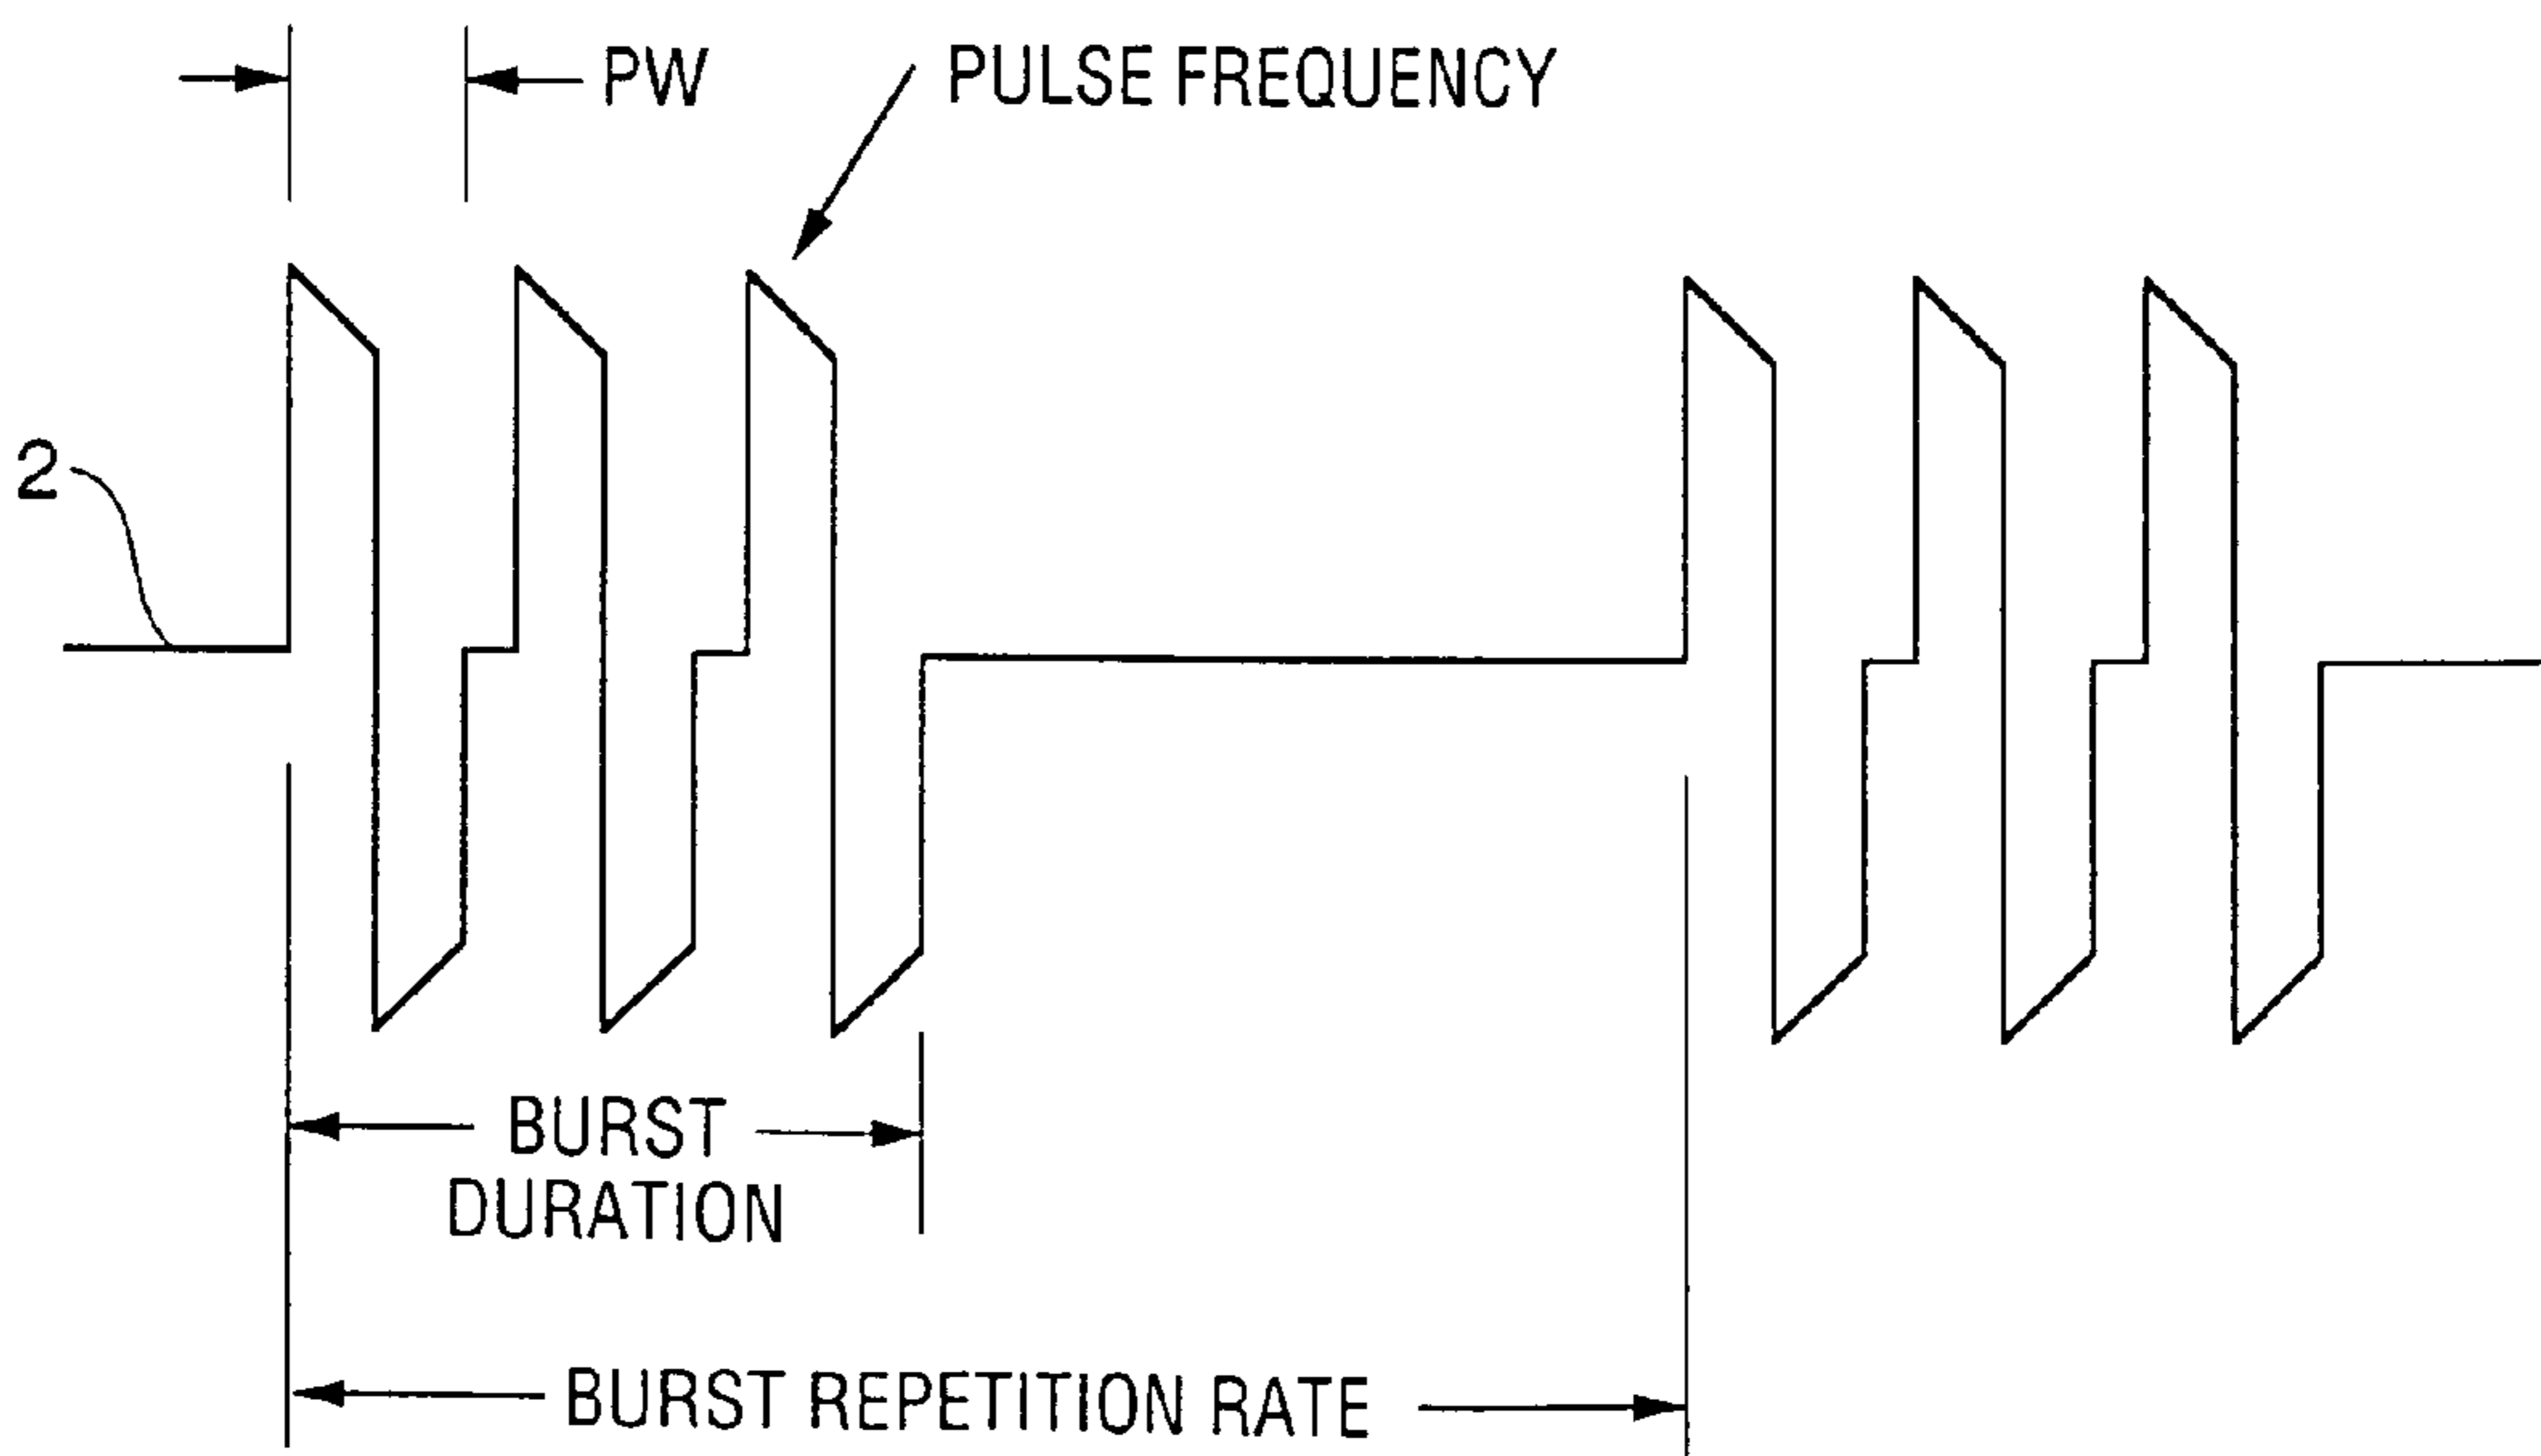 PW
PULSE FREQUENCY
2
BURST
DURATION
BURST REPETITION RATE